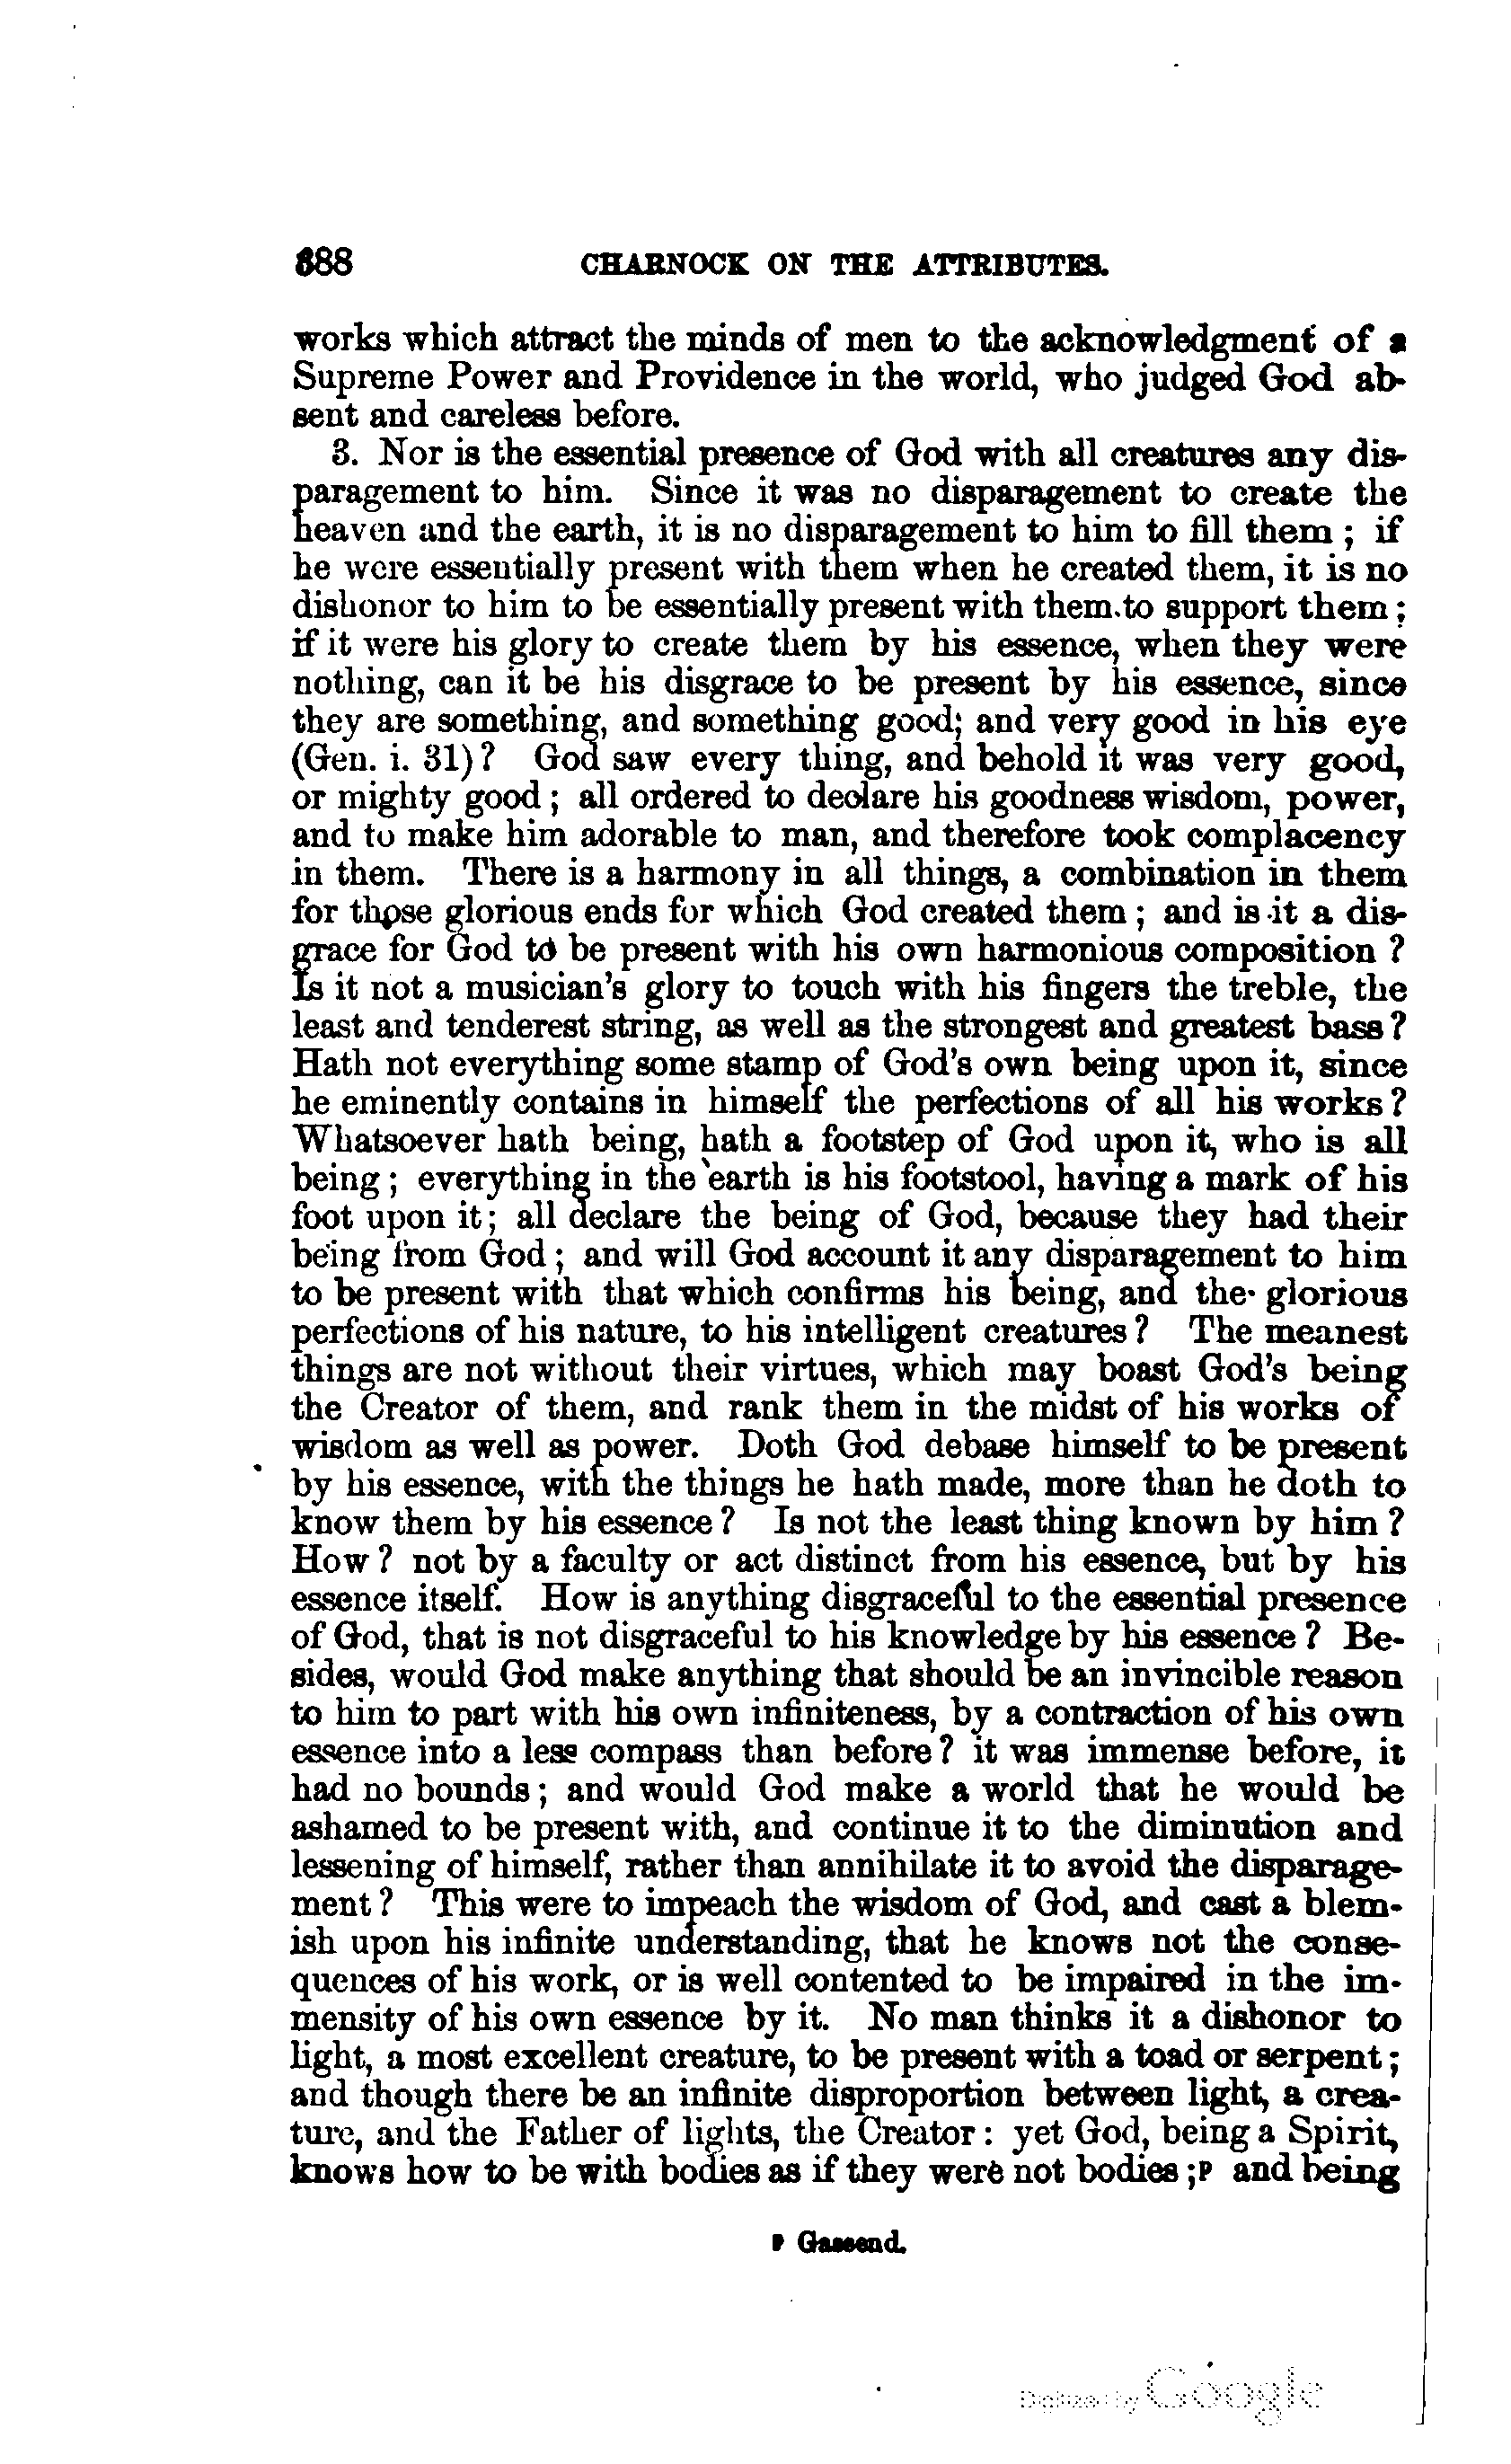 388 CHARNOCK ON THE ATTRIBUTES.
works which attract the minds of men to the acknowledgment of a
Supreme Power and Providence in the world, who judged God ab-
sent and careless before.
3. Nor is the essential presence of God with all creatures any dis-
paragement to him. Since it was no disparagement to create the
heaven and the earth, it is no disparagement to him to fill them; if
he were essentially present with them when he created them, it is no
dishonor to him to be essentially present with them to support them;
if it were his glory to create them by his essence, when they were
nothing, can it be his disgrace to be present by his essence, since
they are something, and something good; and very good in his eye
(Gen. i. 31)? God saw every thing, and behold it was very good,
or mighty good; all ordered to declare his goodness wisdom, power,
and to make him adorable to man, and therefore took complacency
in them. There is a harmony in all things, a combination in them
for those glorious ends for which God created them; and is it a dis-
grace for God to be present with his own harmonious composition?
Is it not a musician's glory to touch with his fingers the treble, the
least and tenderest string, as well as the strongest and greatest bass?
Hath not everything some stamp of God's own being upon it, since
he eminently contains in himself the perfections of all his works?
Whatsoever hath being, hath a footstep of God upon it, who is all
being; everything in the earth is his footstool, having a mark of his
foot upon it; all declare the being of God, because they had their
being from God; and will God account it any disparagement to him
to be present with that which confirms his being, and the glorious
perfections of his nature, to his intelligent creatures? The meanest
things are not without their virtues, which may boast God's being
the Creator of them, and rank them in the midst of his works of
wisdom as well as power. Doth God debase himself to be present
by his essence, with the things he hath made, more than he doth to
know them by his essence? Is not the least thing known by him?
How? not by a faculty or act distinct from his essence, but by his
essence itself. How is anything disgraceful to the essential presence
of God, that is not disgraceful to his knowledge by his essence? Be-
sides, would God make anything that should be an invincible reason
to him to part with his own infiniteness, by a contraction of his own
essence into a less compass than before? it was immense before, it
had no bounds; and would God make a world that he would be
ashamed to be present with, and continue it to the diminution and
lessening of himself, rather than annihilate it to avoid the disparage-
ment? This were to impeach the wisdom of God, and cast a blem-
ish upon his infinite understanding, that he knows not the conse-
quences of his work, or is well contented to be impaired in the im-
mensity of his own essence by it. No man thinks it a dishonor to
light, a most excellent creature, to be present with a toad or serpent;
and though there be an infinite disproportion between light, a crea-
ture, and the Father of lights, the Creator: yet God, being a Spirit,
knows how to be with bodies as if they were not bodies;p and being
p Gassend.
Digitized by Google